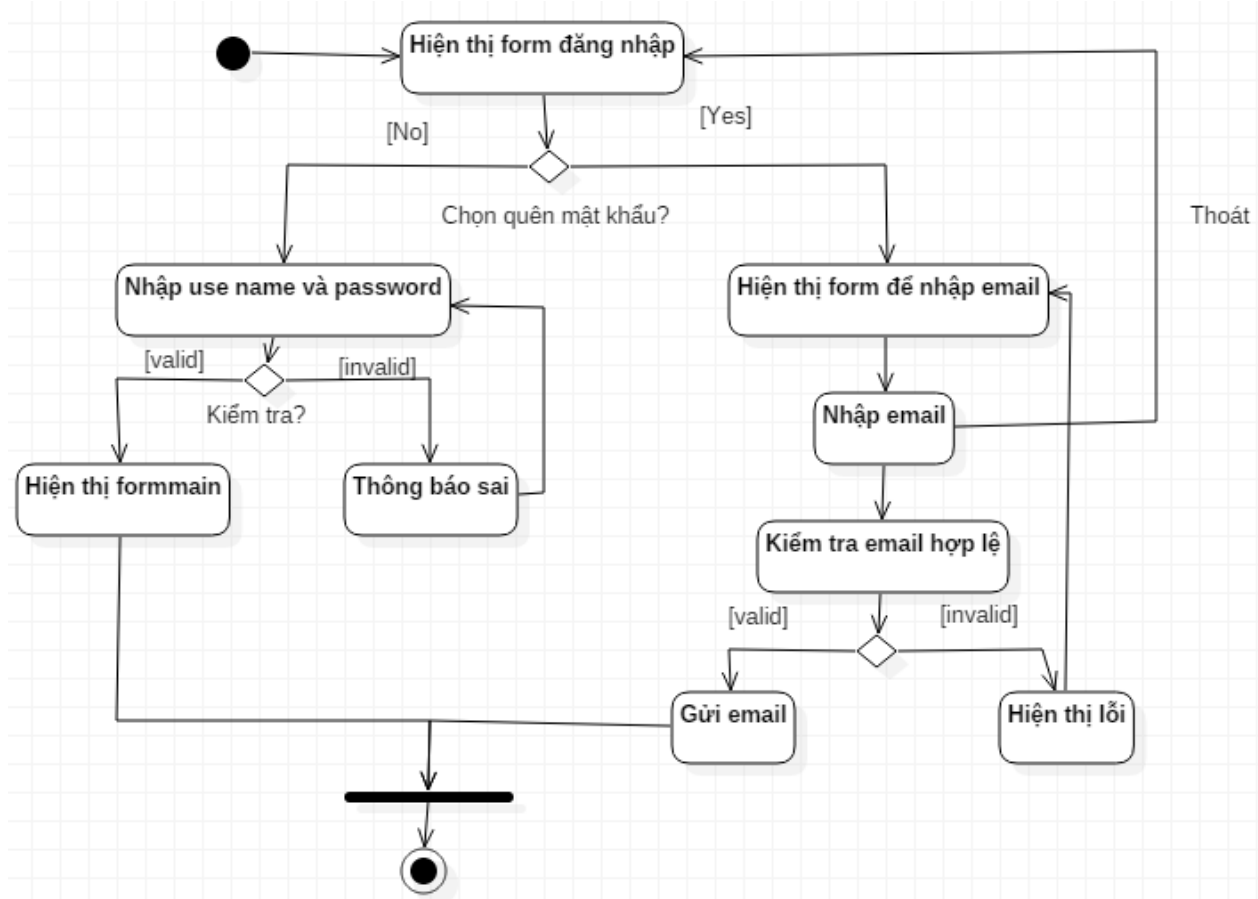 Hiện thị form đăng nhập
[No]
[Yes]
Chọn quên mật khẩu?
Thoát
Nhập use name và password
Hiện thị form để nhập email
[valid]
[invalid]
Kiểm tra?
Nhập email
Hiện thị formmain
Thông báo sai
Kiểm tra email hợp lệ
[valid]
[invalid]
Gửi email
Hiện thị lỗi